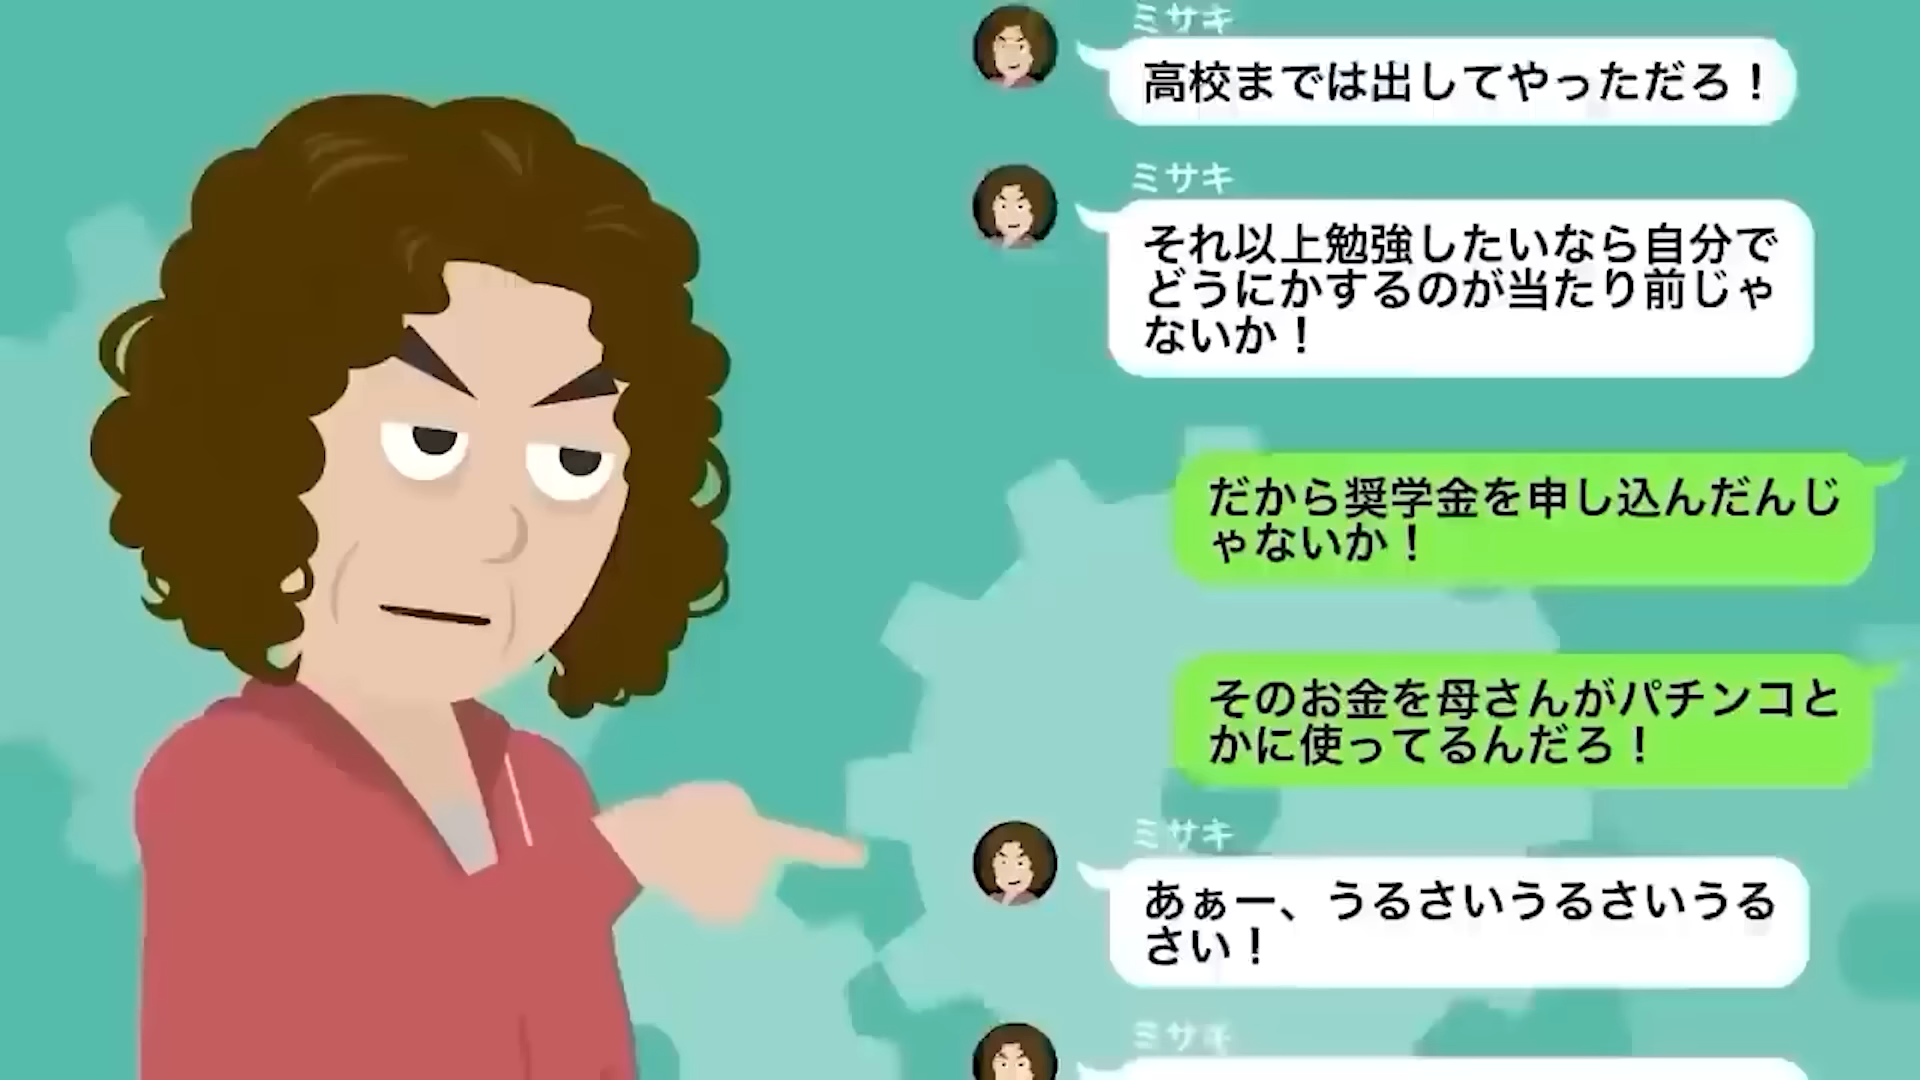 ミサキ
高校までは出してやっただろ！
ミサキ
それ以上勉強したいなら自分で
どうにかするのが当たり前じゃ
ないか！
だから奨学金を申し込んだんじ
ゃないか！
そのお金を母さんがパチンコと
かに使ってるんだろ！
ミサキ
あぁー、うるさいうるさいうる
さい！
ミサキ